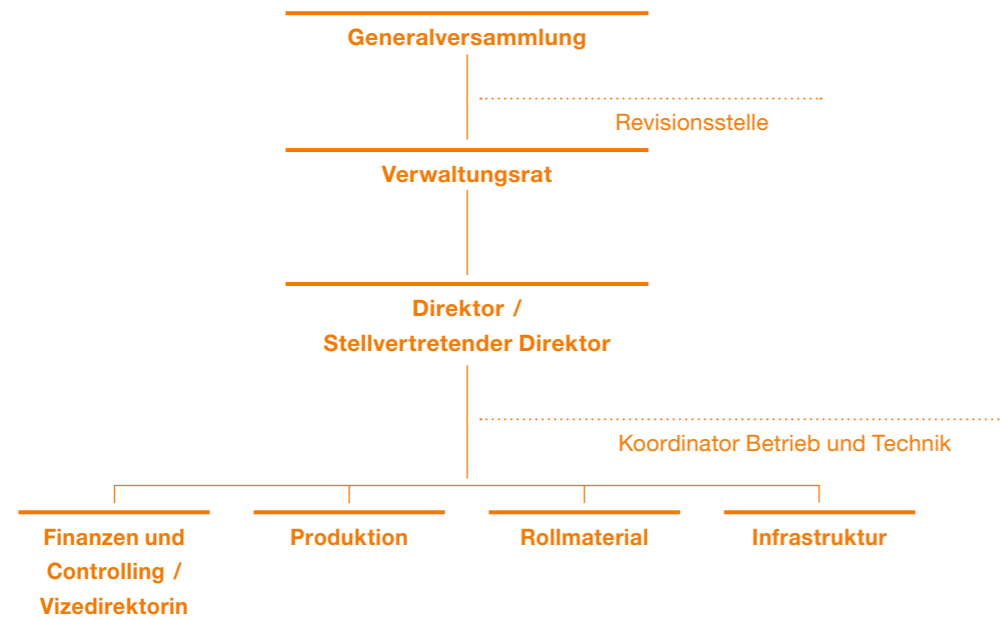 Generalversammlung
Revisionsstelle
Verwaltungsrat
Direktor /
Stellvertretender Direktor
Koordinator Betrieb und Technik
Finanzen und
Controlling /
Vizedirektorin
Produktion
Rollmaterial
Infrastruktur